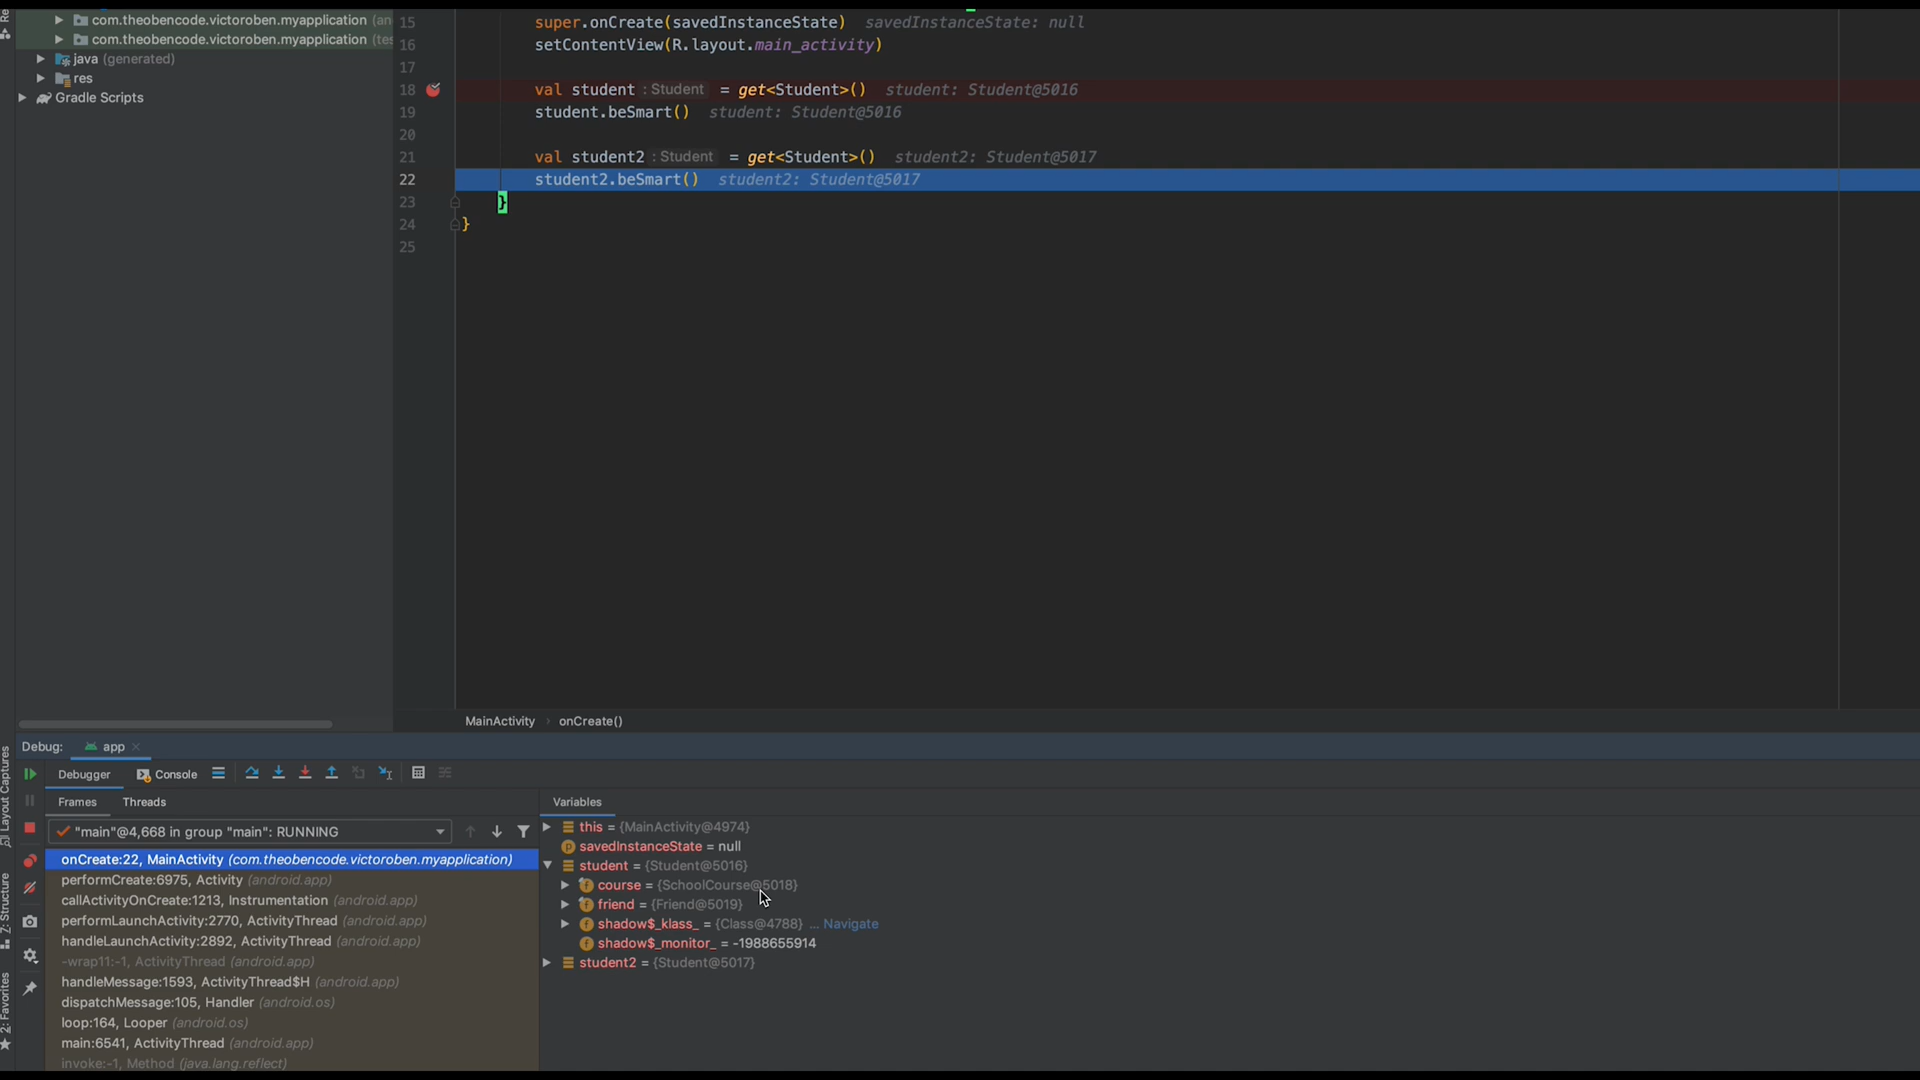 com.theobencode.victoroben.myapplication (an
com.theobencode.victoroben.myapplication (tes
java (generated)
res
Gradle Scripts
15 super.onCreate(savedInstanceState) savedInstanceState: null
16 setContentView(R.layout.main_activity)
17
18 val student : Student = get<Student>() student: Student@5016
19 student.beSmart() student: Student@5016
20
21 val student2 : Student = get<Student>() student2: Student@5017
22 student2.beSmart() student2: Student@5017
23 }
24 }
25
MainActivity › onCreate()
Debug: app
Debugger Console
Frames Threads
"main"@4,668 in group "main": RUNNING
onCreate:22, MainActivity (com.theobencode.victoroben.myapplication)
performCreate:6975, Activity (android.app)
callActivityOnCreate:1213, Instrumentation (android.app)
performLaunchActivity:2770, ActivityThread (android.app)
handleLaunchActivity:2892, ActivityThread (android.app)
-wrap11:-1, ActivityThread (android.app)
handleMessage:1593, ActivityThread$H (android.app)
dispatchMessage:105, Handler (android.os)
loop:164, Looper (android.os)
main:6541, ActivityThread (android.app)
invoke:-1, Method (java.lang.reflect)
Variables
this = {MainActivity@4974}
savedInstanceState = null
student = {Student@5016}
course = {SchoolCourse@5018}
friend = {Friend@5019}
shadow$_klass_ = {Class@4788} ... Navigate
shadow$_monitor_ = -1988655914
student2 = {Student@5017}
Layout Captures
Z: Structure
2: Favorites